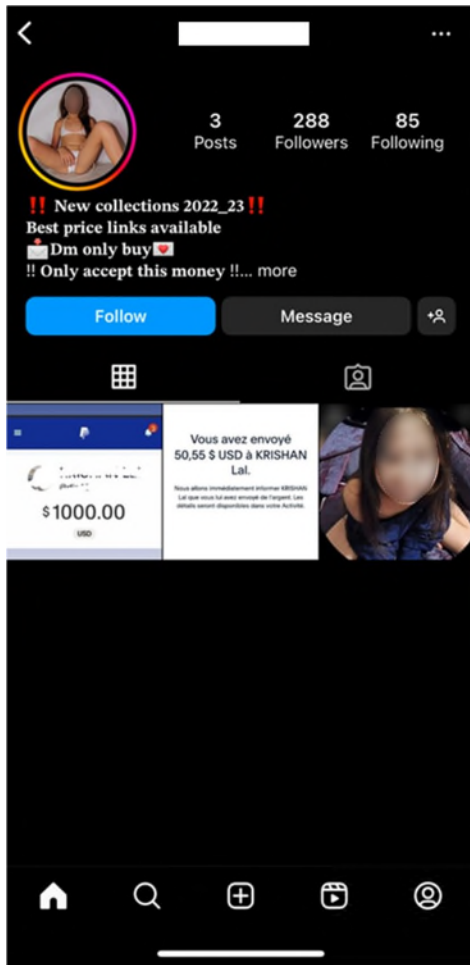 3
Posts
288
Followers
85
Following
‼ New collections 2022_23 ‼
Best price links available
Dm only buy
!! Only accept this money !!... more
Follow
Message
$1000.00
USD
Vous avez envoyé
50,55 $ USD à KRISHAN
Lal.
Nous allons immédiatement informer KRISHAN
Lal que vous lui avez envoyé de l'argent. Les
détails seront disponibles dans votre Activité.